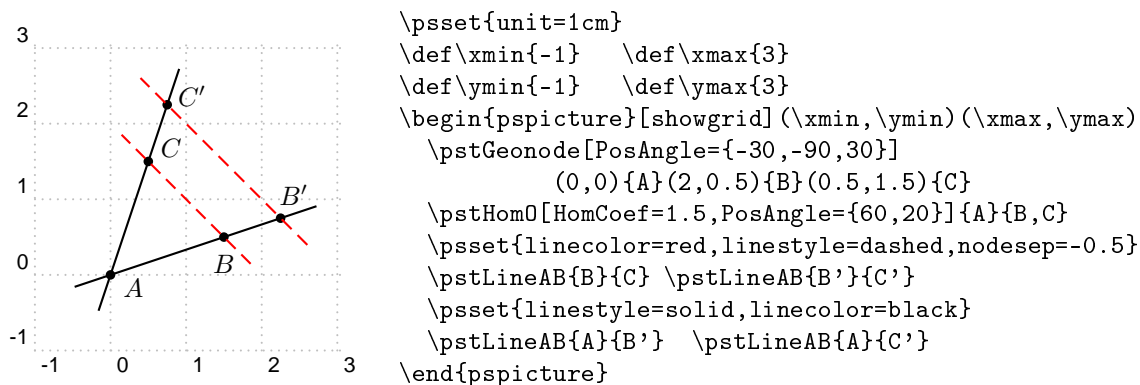 3
2
1
0
-1
-1 0 1 2 3
C′
C
B′
B
A
\psset{unit=1cm}
\def\xmin{-1} \def\xmax{3}
\def\ymin{-1} \def\ymax{3}
\begin{pspicture}[showgrid](\xmin,\ymin)(\xmax,\ymax)
\pstGeonode[PosAngle={-30,-90,30}]
(0,0){A}(2,0.5){B}(0.5,1.5){C}
\pstHomO[HomCoef=1.5,PosAngle={60,20}]{A}{B,C}
\psset{linecolor=red,linestyle=dashed,nodesep=-0.5}
\pstLineAB{B}{C} \pstLineAB{B’}{C’}
\psset{linestyle=solid,linecolor=black}
\pstLineAB{A}{B’} \pstLineAB{A}{C’}
\end{pspicture}